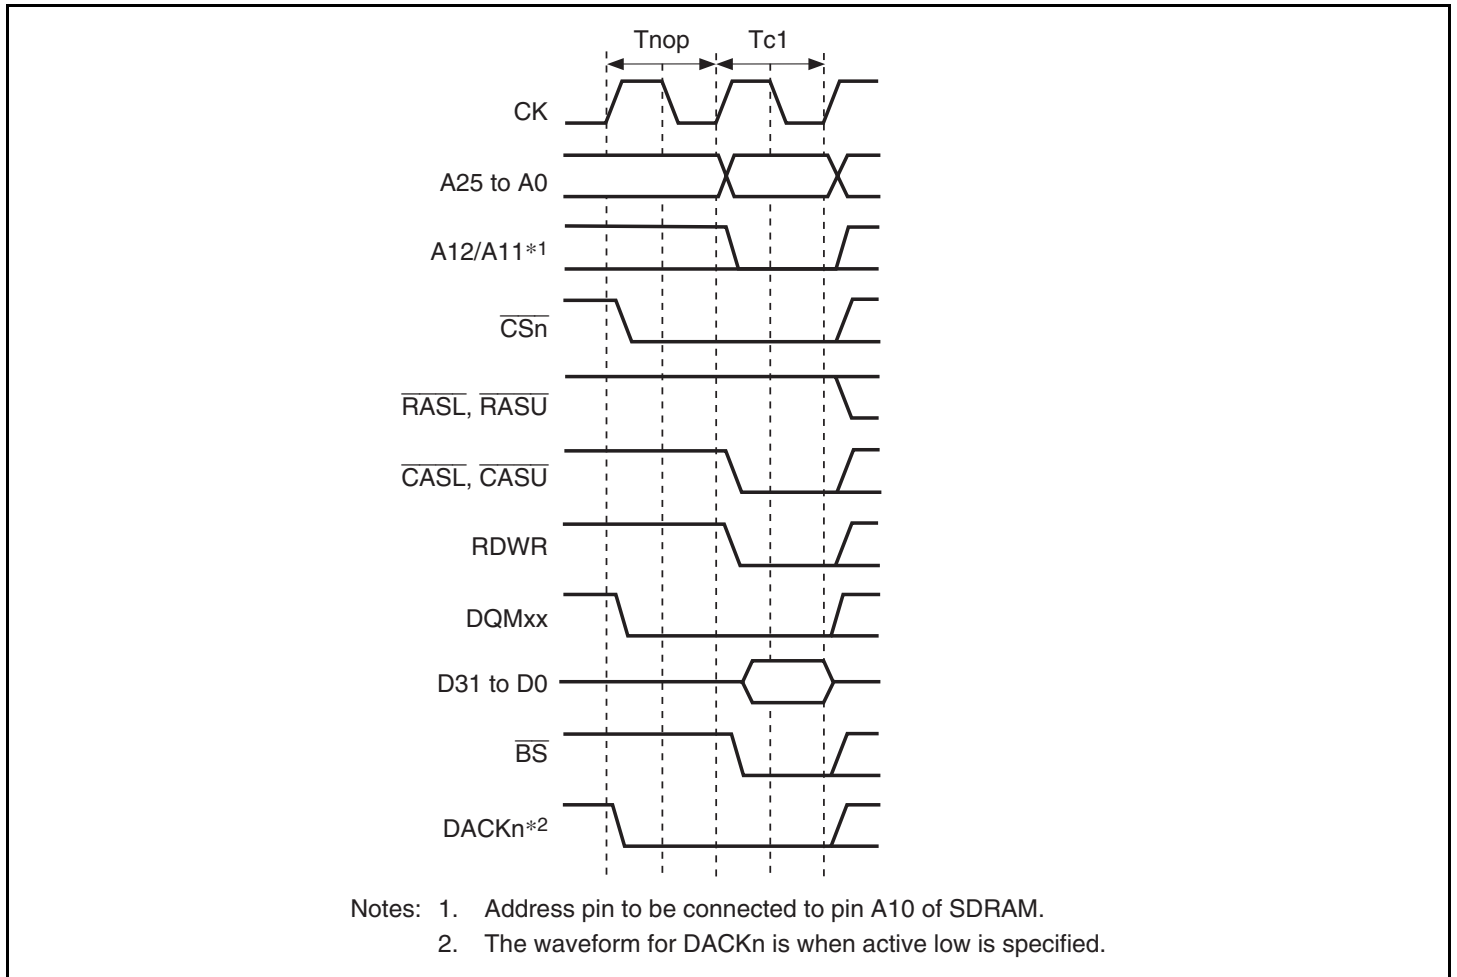 Tnop Tc1
CK
A25 to A0
A12/A11*1
CSn
RASL, RASU
CASL, CASU
RDWR
DQMxx
D31 to D0
BS
DACKn*2
Notes: 1. Address pin to be connected to pin A10 of SDRAM.
2. The waveform for DACKn is when active low is specified.